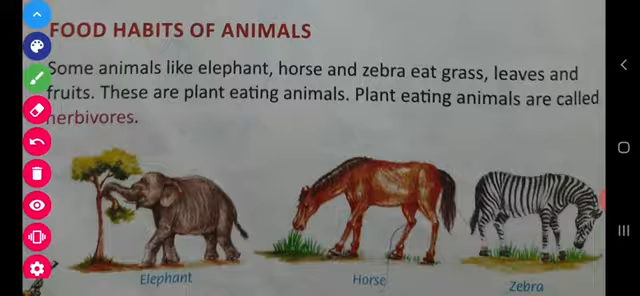 FOOD HABITS OF ANIMALS
Some animals like elephant, horse and zebra eat grass, leaves and
fruits. These are plant eating animals. Plant eating animals are called
herbivores.
Elephant
Horse
Zebra